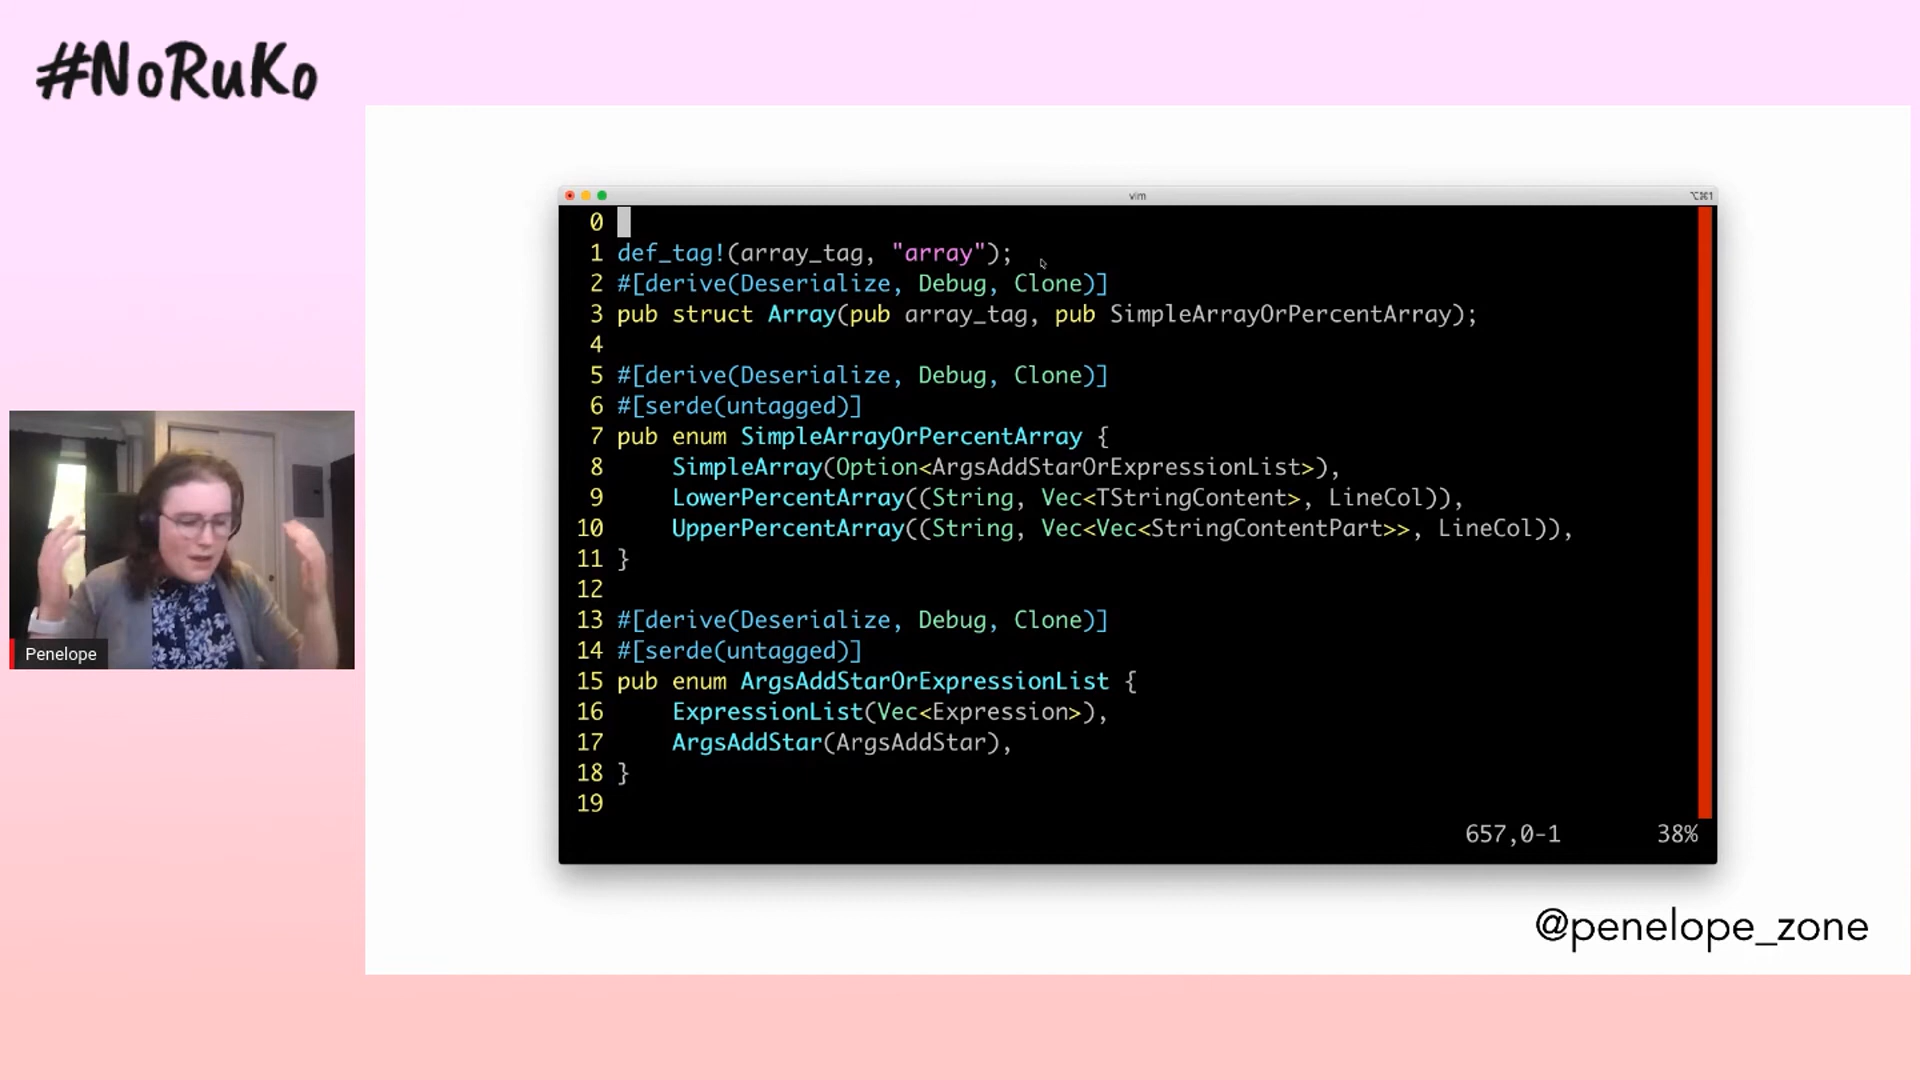 #NoRuKo
vim
⌥⌘1
0
1 def_tag!(array_tag, "array");
2 #[derive(Deserialize, Debug, Clone)]
3 pub struct Array(pub array_tag, pub SimpleArrayOrPercentArray);
4
5 #[derive(Deserialize, Debug, Clone)]
6 #[serde(untagged)]
7 pub enum SimpleArrayOrPercentArray {
8     SimpleArray(Option<ArgsAddStarOrExpressionList>),
9     LowerPercentArray((String, Vec<TStringContent>, LineCol)),
10     UpperPercentArray((String, Vec<Vec<StringContentPart>>, LineCol)),
11 }
12
13 #[derive(Deserialize, Debug, Clone)]
14 #[serde(untagged)]
15 pub enum ArgsAddStarOrExpressionList {
16     ExpressionList(Vec<Expression>),
17     ArgsAddStar(ArgsAddStar),
18 }
19
657,0-1 38%
Penelope
@penelope_zone